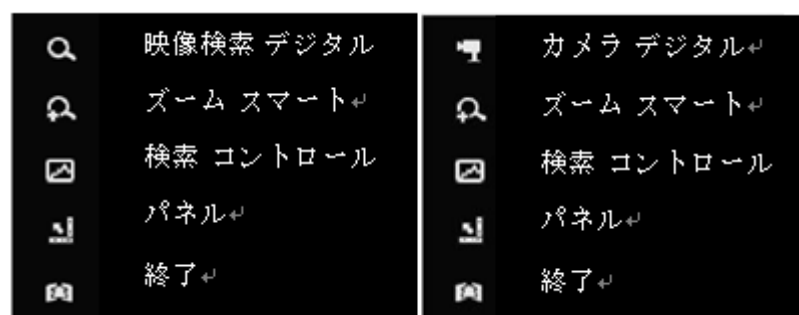 映像検索 デジタル
ズーム スマート↵
検索 コントロール
パネル↵
終了↵
カメラ デジタル↵
ズーム スマート↵
検索 コントロール
パネル↵
終了↵